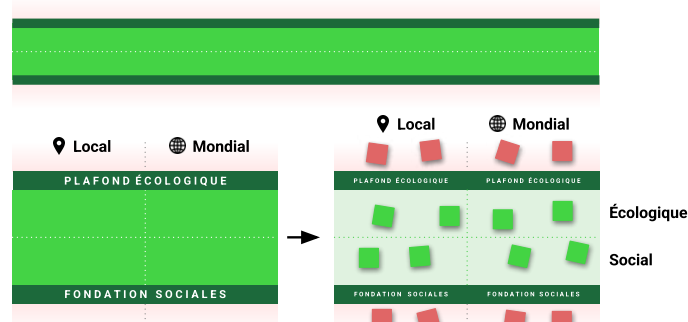 Local Mondial
Local Mondial
PLAFOND ÉCOLOGIQUE
PLAFOND ÉCOLOGIQUE PLAFOND ÉCOLOGIQUE
Écologique
Social
FONDATION SOCIALES
FONDATION SOCIALES FONDATION SOCIALES